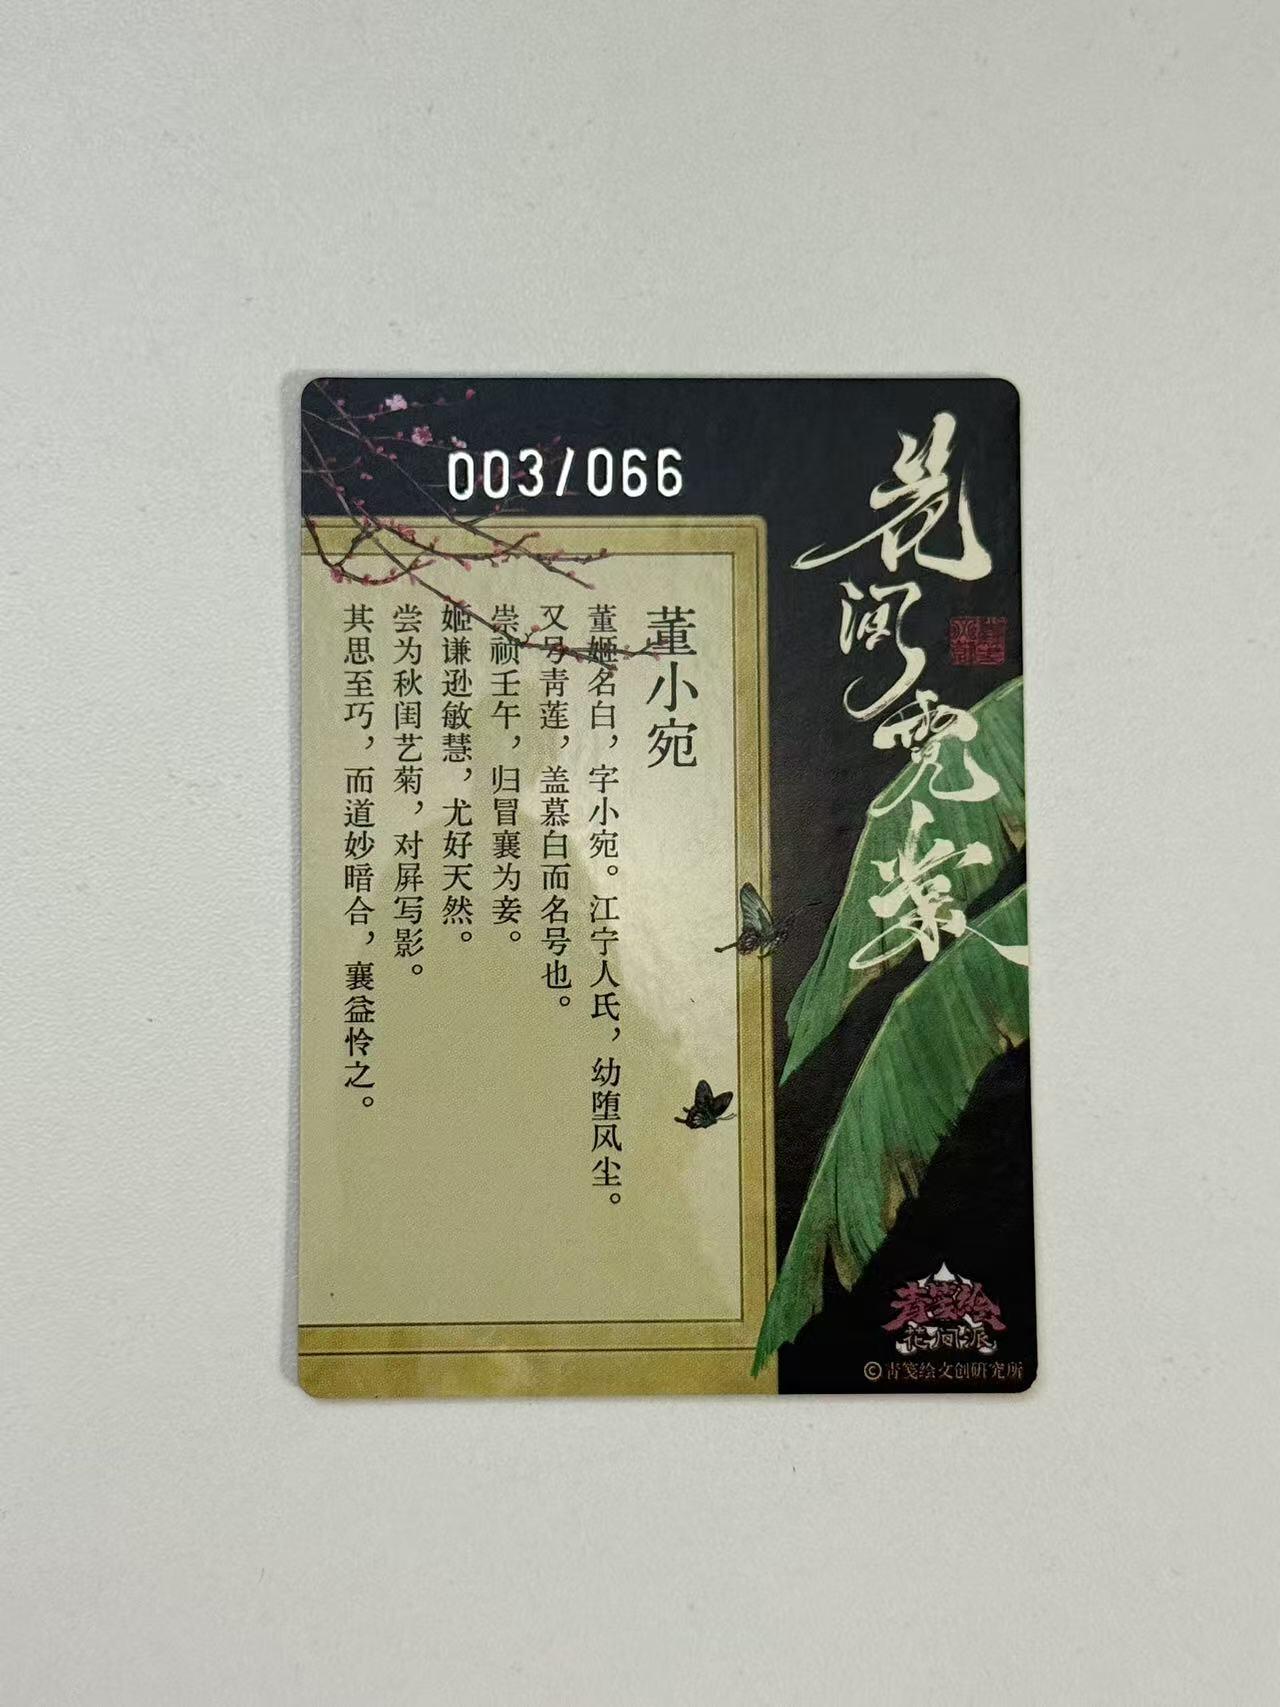 003/066
花间霓裳
董小宛
董姬名白，字小宛。江宁人氏，幼堕风尘。
又号青莲，盖慕白而名号也。
崇祯壬午，归冒襄为妾。
姬谦逊敏慧，尤好天然。
尝为秋闺艺菊，对屏写影。
其思至巧，而道妙暗合，襄益怜之。
青笺绘
花间派
©青笺绘文创研究所